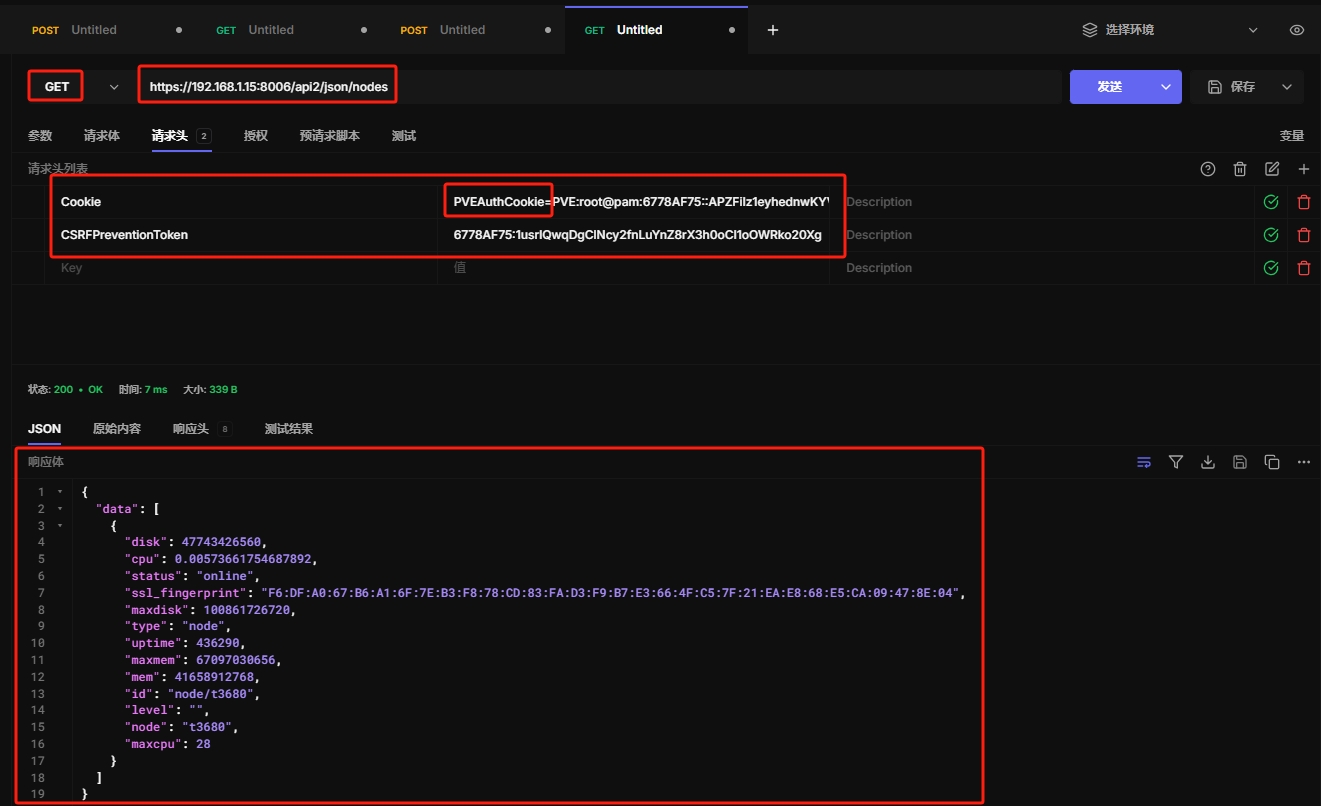 POST Untitled GET Untitled POST Untitled GET Untitled 选择环境
GET https://192.168.1.15:8006/api2/json/nodes 发送 保存
参数 请求体 请求头 2 授权 预请求脚本 测试 变量
请求头列表
Cookie PVEAuthCookie=PVE:root@pam:6778AF75::APZFiIz1eyhednwKY Description
CSRFPreventionToken 6778AF75:1usrIQwqDgCINcy2fnLuYnZ8rX3h0oCI1oOWRko20Xg Description
Key 值 Description
状态: 200 • OK 时间: 7 ms 大小: 339 B
JSON 原始内容 响应头 8 测试结果
响应体
1 {
2 "data": [
3 {
4 "disk": 47743426560,
5 "cpu": 0.00573661754687892,
6 "status": "online",
7 "ssl_fingerprint": "F6:DF:A0:67:B6:A1:6F:7E:B3:F8:78:CD:83:FA:D3:F9:B7:E3:66:4F:C5:7F:21:EA:E8:68:E5:CA:09:47:8E:04",
8 "maxdisk": 100861726720,
9 "type": "node",
10 "uptime": 436290,
11 "maxmem": 67097030656,
12 "mem": 41658912768,
13 "id": "node/t3680",
14 "level": "",
15 "node": "t3680",
16 "maxcpu": 28
17 }
18 ]
19 }